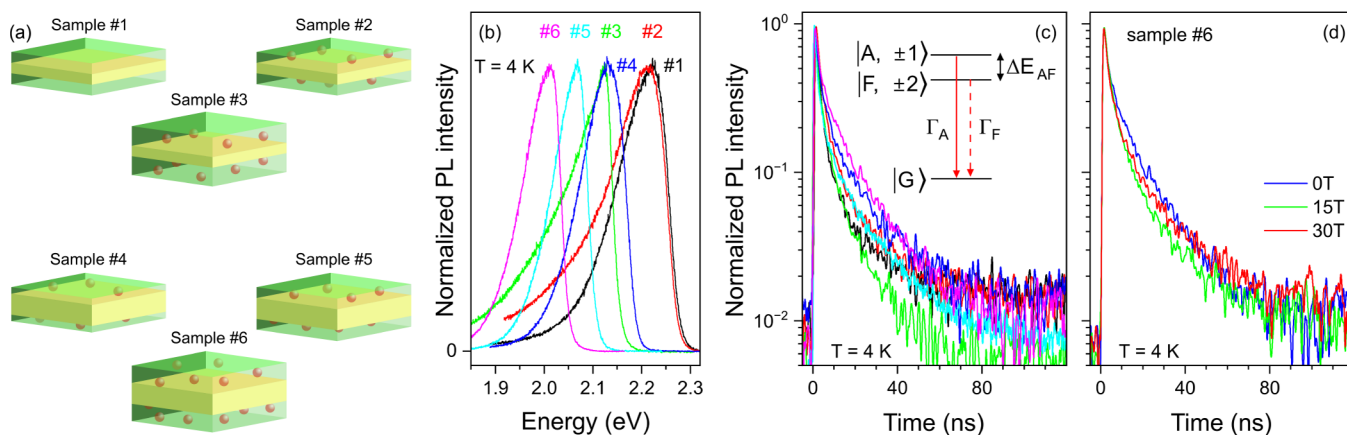 (a)
Sample #1
Sample #2
Sample #3
Sample #4
Sample #5
Sample #6
(b)
#6 #5 #3 #2
#4 #1
T = 4 K
Normalized PL intensity
0
1.9 2.0 2.1 2.2 2.3
Energy (eV)
(c)
|A, ±1⟩
|F, ±2⟩
ΔE AF
Γ A
Γ F
|G⟩
Normalized PL intensity
10⁰
10⁻¹
10⁻²
T = 4 K
0 40 80
Time (ns)
sample #6 (d)
0T
15T
30T
T = 4 K
0 40 80
Time (ns)